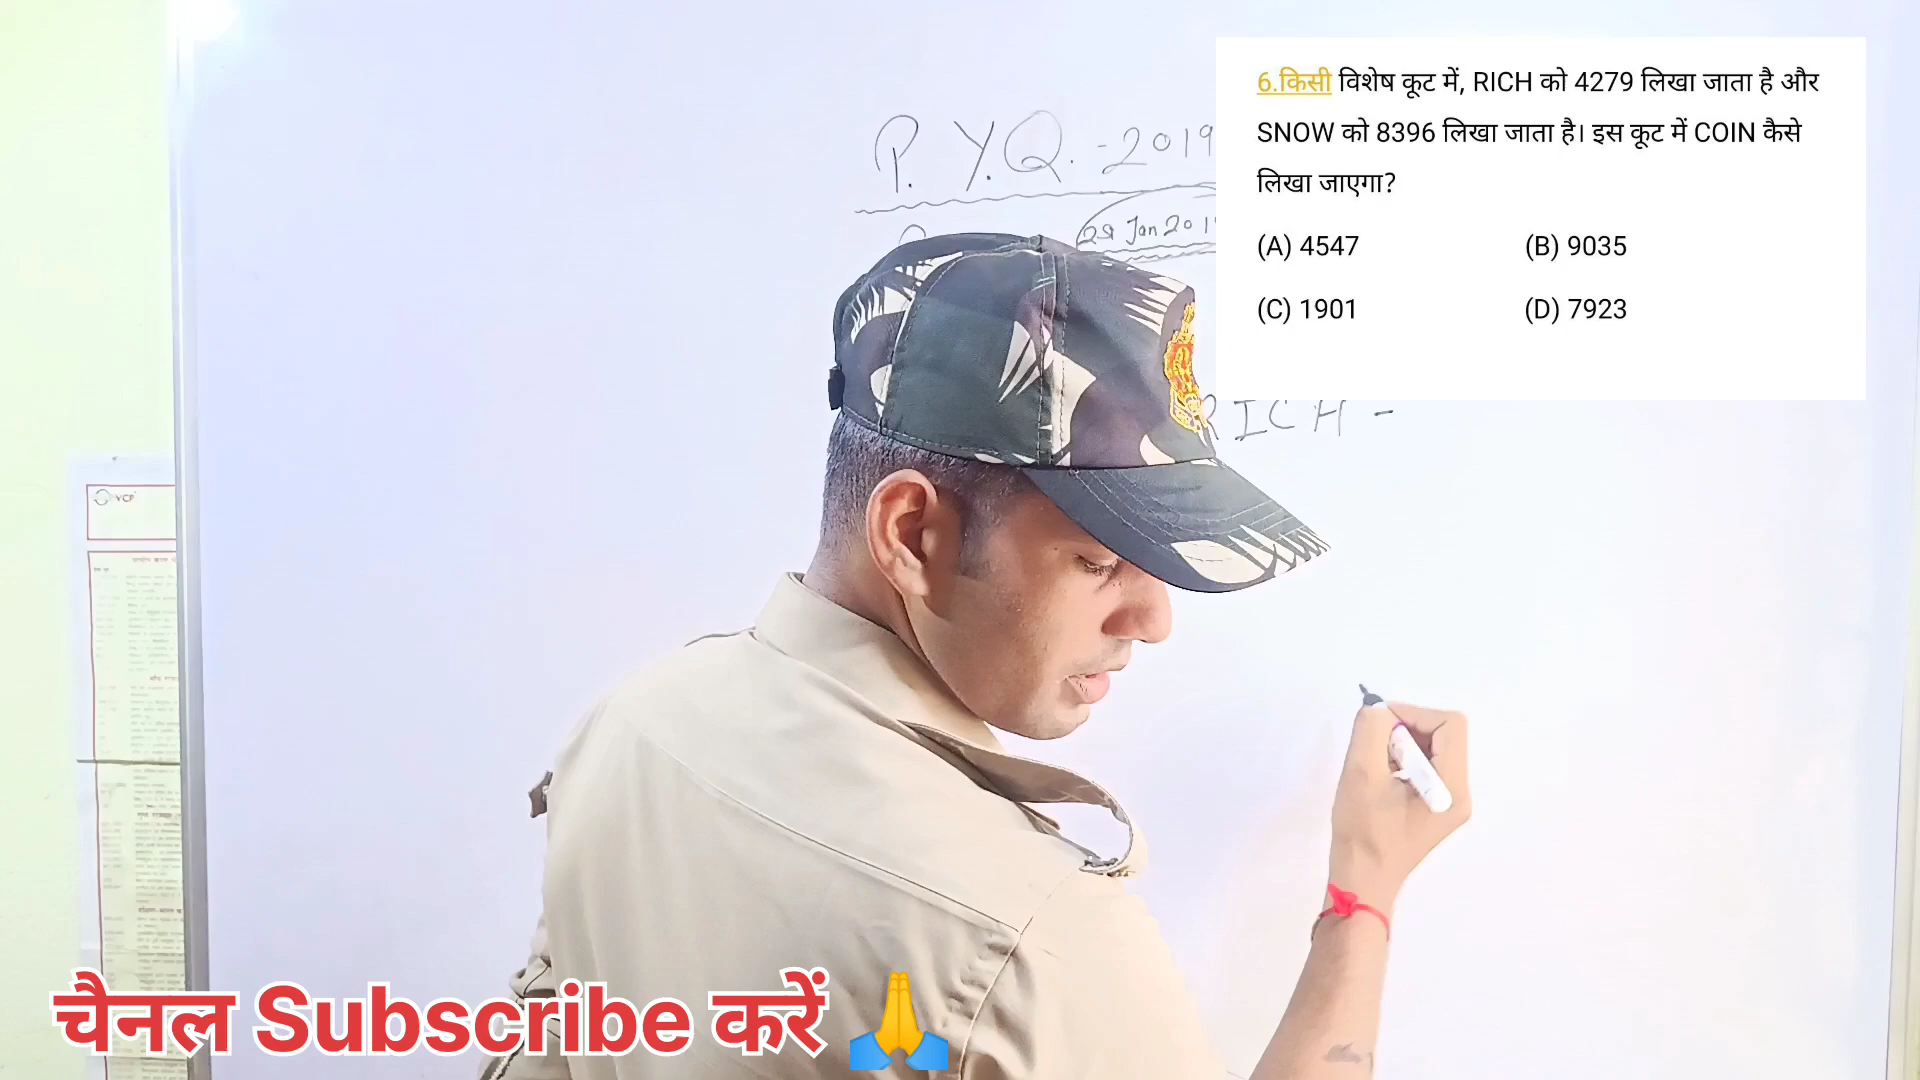 6.किसी विशेष कूट में, RICH को 4279 लिखा जाता है और
SNOW को 8396 लिखा जाता है। इस कूट में COIN कैसे
लिखा जाएगा?
(A) 4547 (B) 9035
(C) 1901 (D) 7923
P.Y.Q. - 2019
29 Jan 201
RICH -
VCP
चैनल Subscribe करें 🙏